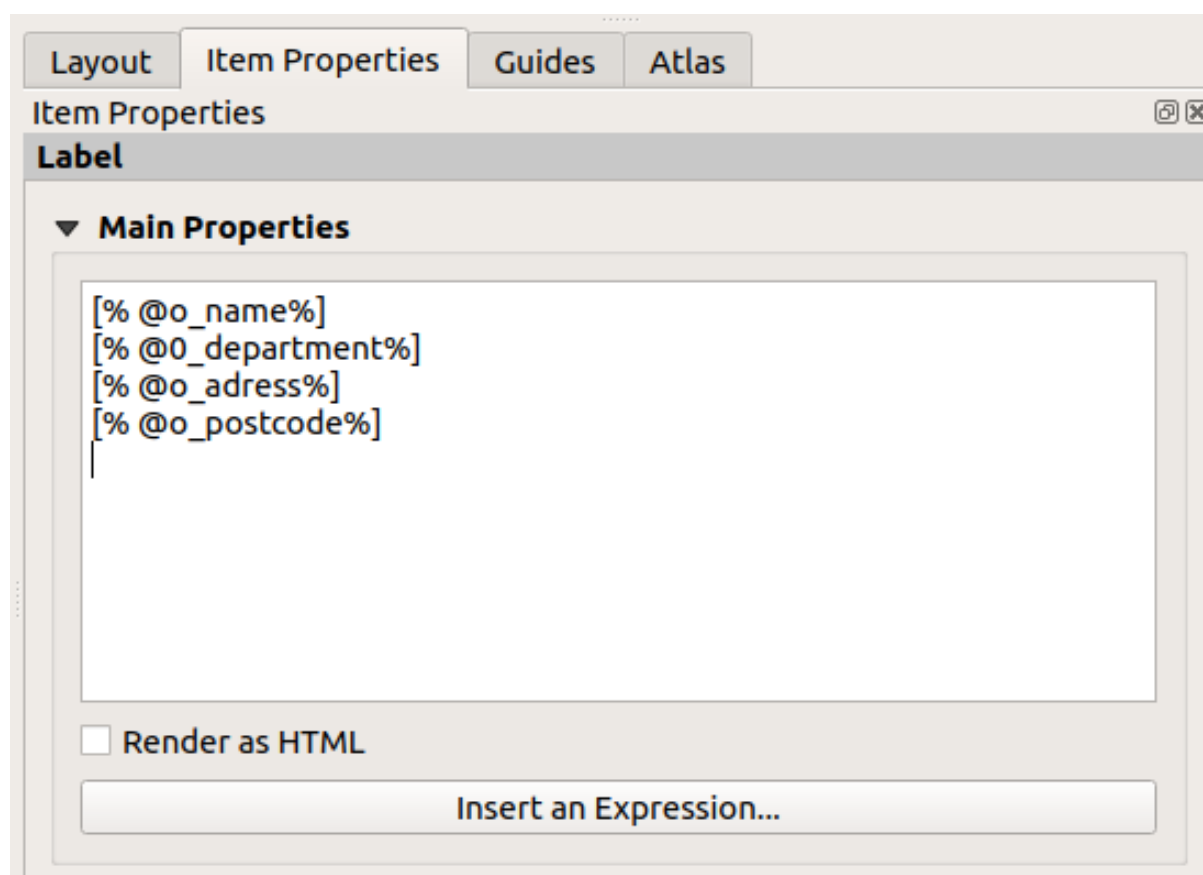 Layout Item Properties Guides Atlas
Item Properties
Label
Main Properties
[% @o_name%]
[% @0_department%]
[% @o_adress%]
[% @o_postcode%]
Render as HTML
Insert an Expression...